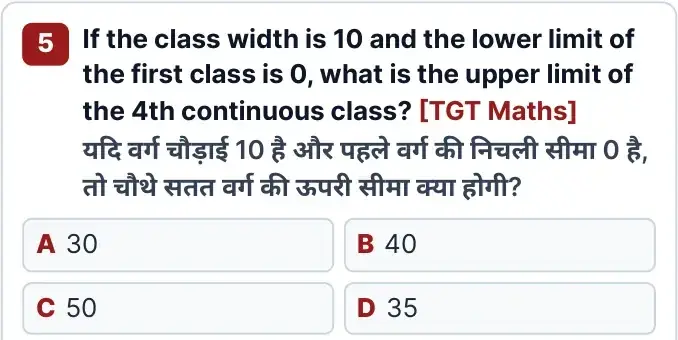 5 If the class width is 10 and the lower limit of
the first class is 0, what is the upper limit of
the 4th continuous class? [TGT Maths]
यदि वर्ग चौड़ाई 10 है और पहले वर्ग की निचली सीमा 0 है,
तो चौथे सतत वर्ग की ऊपरी सीमा क्या होगी?
A 30
B 40
C 50
D 35